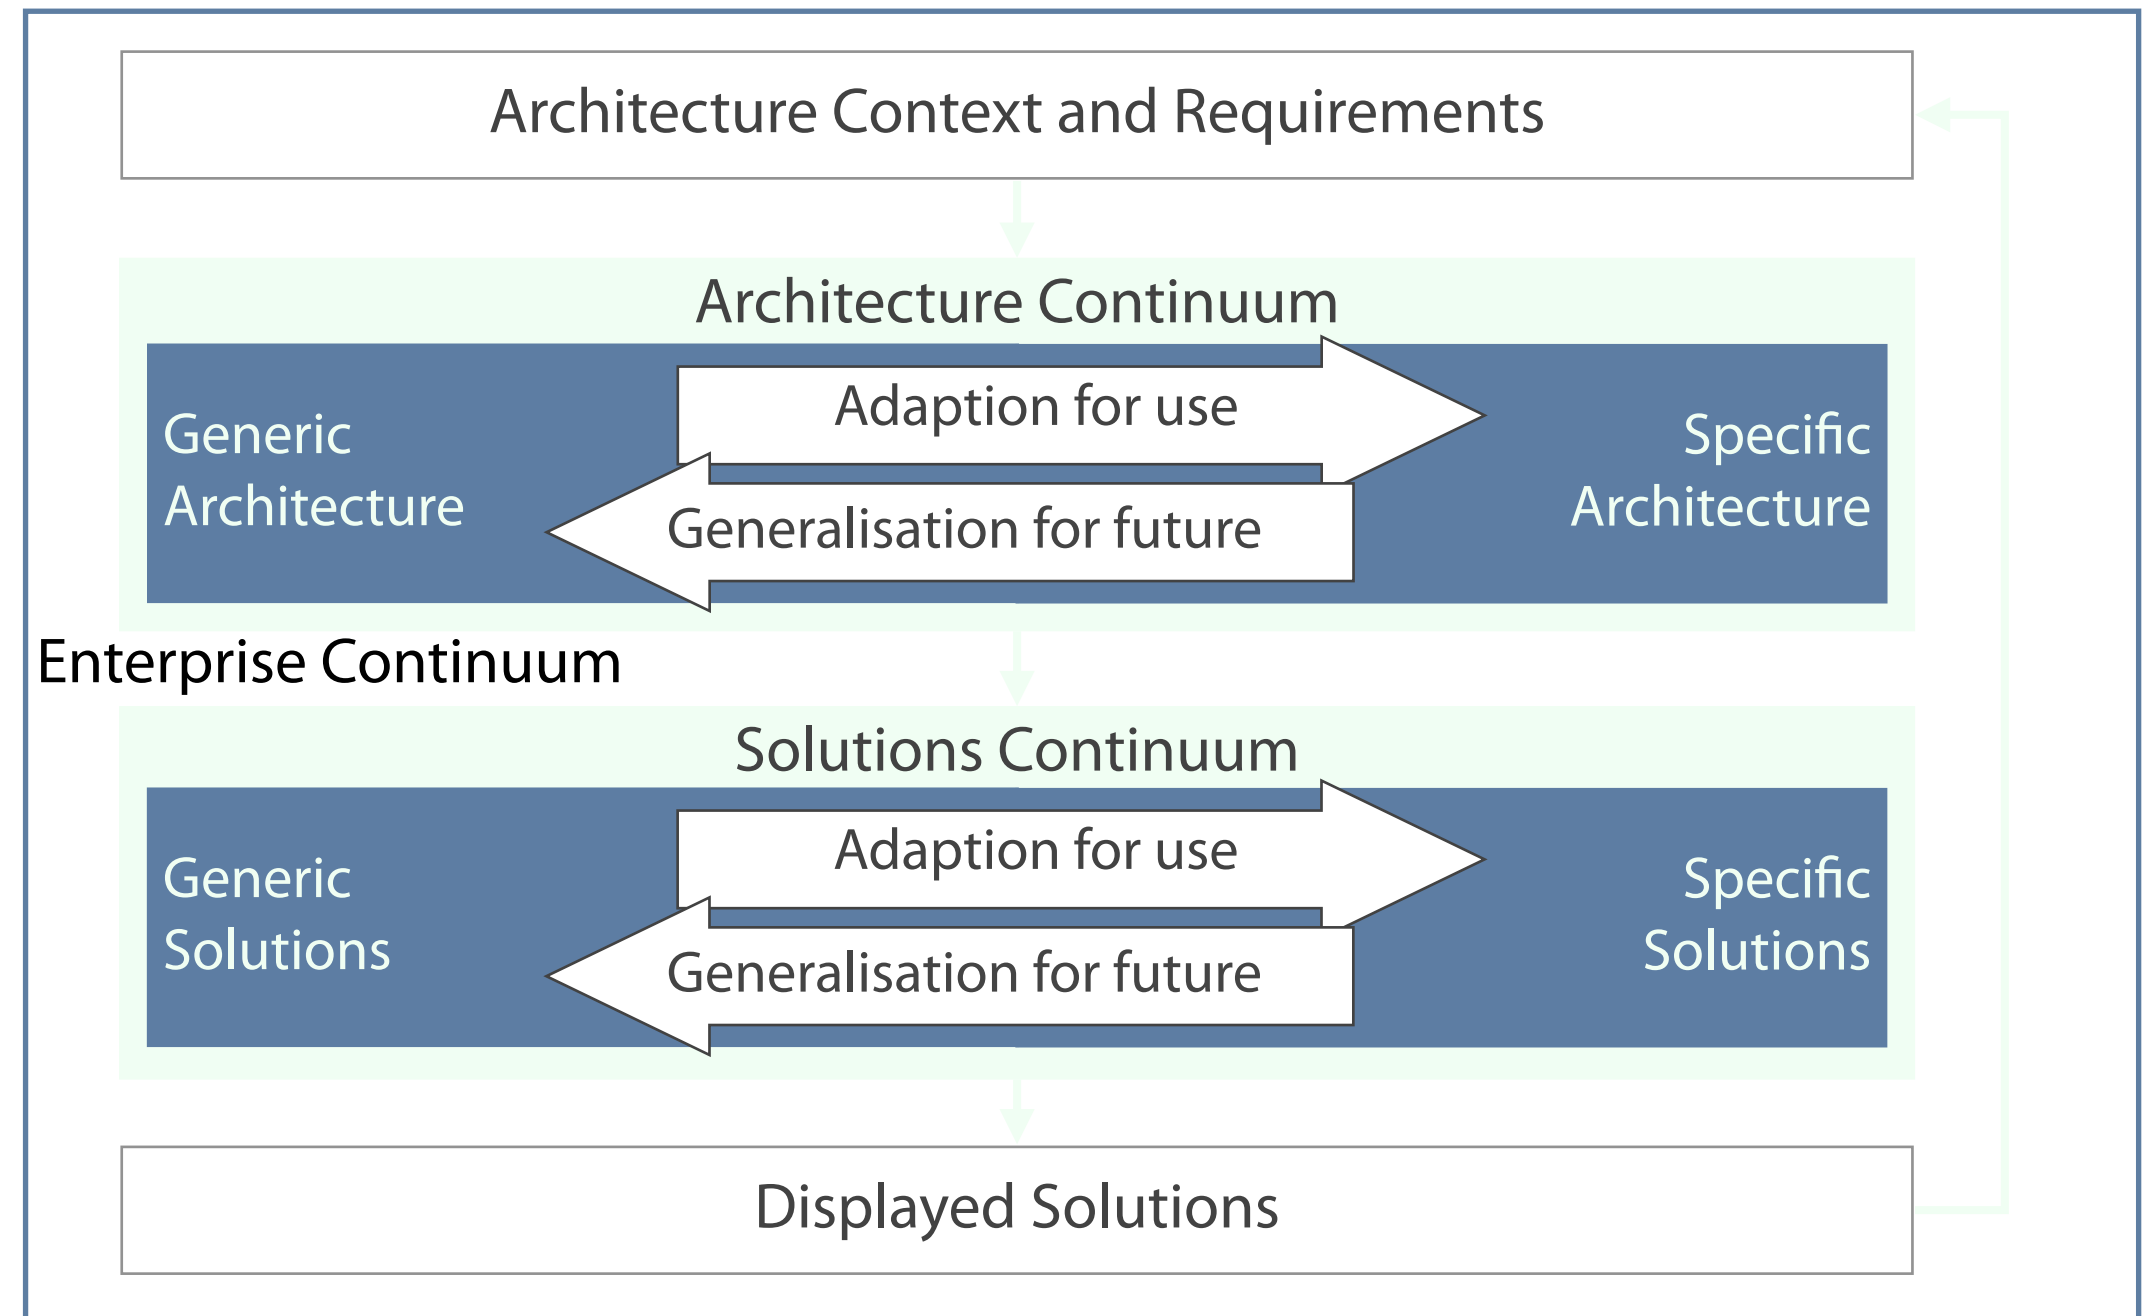 Architecture Context and Requirements
Architecture Continuum
Adaption for use
Generic
Architecture
Specific
Architecture
Generalisation for future
Enterprise Continuum
Solutions Continuum
Adaption for use
Generic
Solutions
Specific
Solutions
Generalisation for future
Displayed Solutions